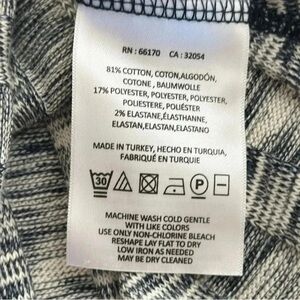 RN : 66170 CA : 32054
81% COTTON, COTON,ALGODÓN,
COTONE , BAUMWOLLE
17% POLYESTER, POLYESTER, POLYESTER,
POLIESTERE, POLIÉSTER
2% ELASTANE,ÉLASTHANNE,
ELASTAN,ELASTAN,ELASTANO
MADE IN TURKEY, HECHO EN TURQUIA,
FABRIQUÉ EN TURQUIE
30 P
MACHINE WASH COLD GENTLE
WITH LIKE COLORS
USE ONLY NON-CHLORINE BLEACH
RESHAPE LAY FLAT TO DRY
LOW IRON AS NEEDED
MAY BE DRY CLEANED